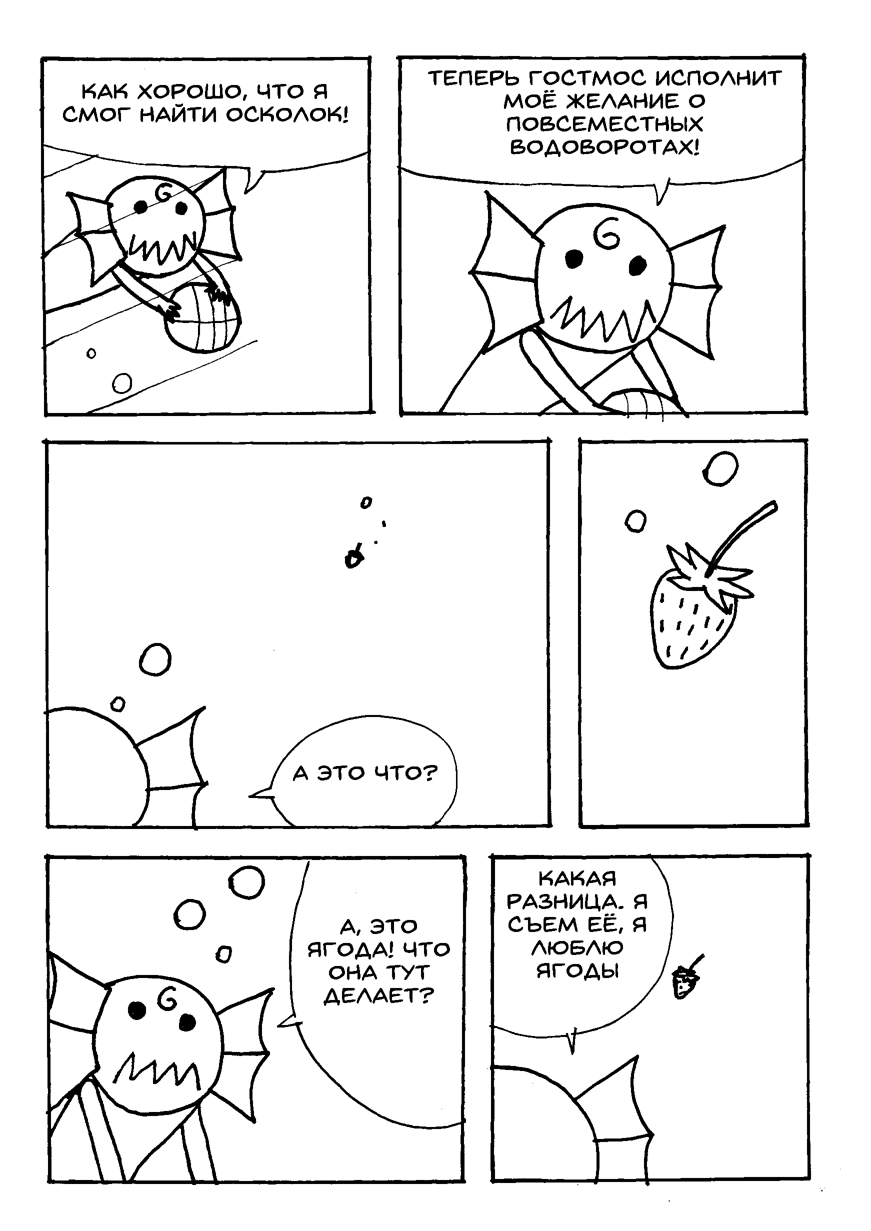 КАК ХОРОШО, ЧТО Я
СМОГ НАЙТИ ОСКОЛОК!
ТЕПЕРЬ ГОСТМОС ИСПОЛНИТ
МОЁ ЖЕЛАНИЕ О
ПОВСЕМЕСТНЫХ
ВОДОВОРОТАХ!
А ЭТО ЧТО?
А, ЭТО
ЯГОДА! ЧТО
ОНА ТУТ
ДЕЛАЕТ?
КАКАЯ
РАЗНИЦА. Я
СЪЕМ ЕЁ, Я
ЛЮБЛЮ
ЯГОДЫ